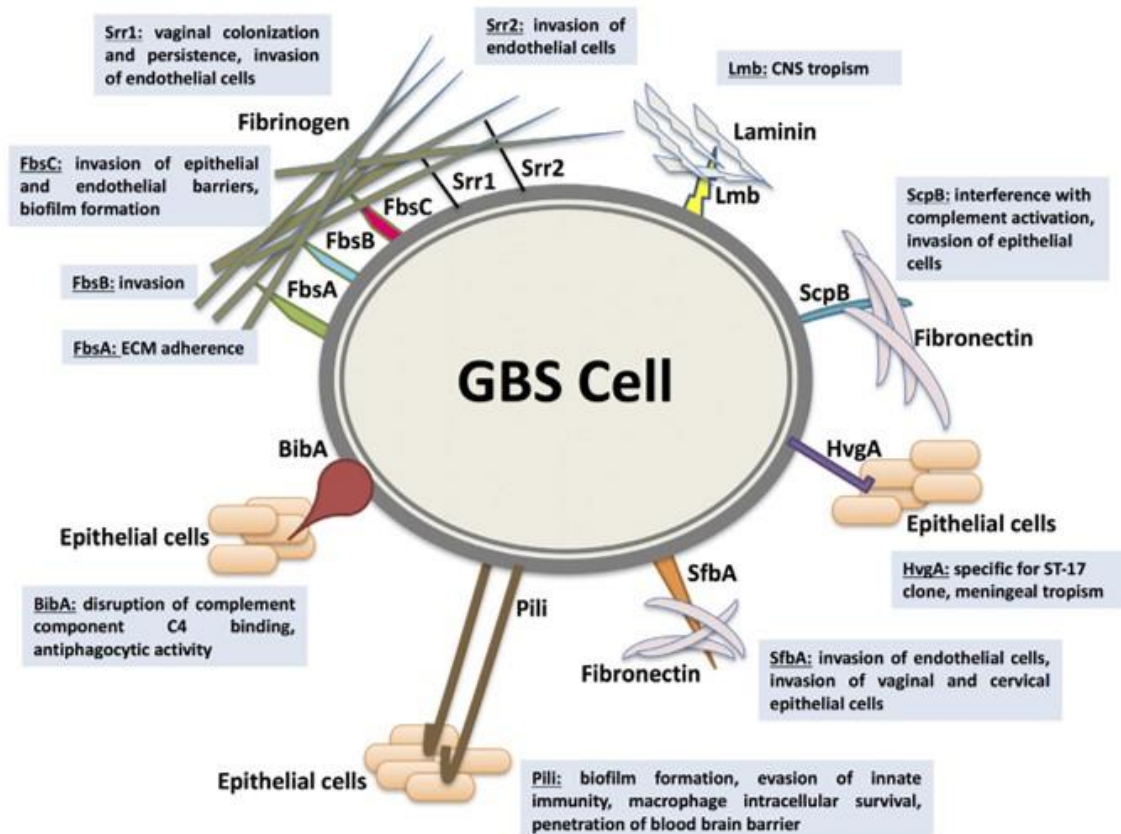 Srr1: vaginal colonization
and persistence, invasion
of endothelial cells
Srr2: invasion of
endothelial cells
Lmb: CNS tropism
Fibrinogen
Laminin
FbsC: invasion of epithelial
and endothelial barriers,
biofilm formation
Srr1
Srr2
Lmb
FbsC
FbsB
FbsA
ScpB: interference with
complement activation,
invasion of epithelial
cells
FbsB: invasion
FbsA: ECM adherence
ScpB
Fibronectin
GBS Cell
BibA
HvgA
Epithelial cells
Epithelial cells
HvgA: specific for ST-17
clone, meningeal tropism
BibA: disruption of complement
component C4 binding,
antiphagocytic activity
Pili
SfbA
Fibronectin
SfbA: invasion of endothelial cells,
invasion of vaginal and cervical
epithelial cells
Epithelial cells
Pili: biofilm formation, evasion of innate
immunity, macrophage intracellular survival,
penetration of blood brain barrier